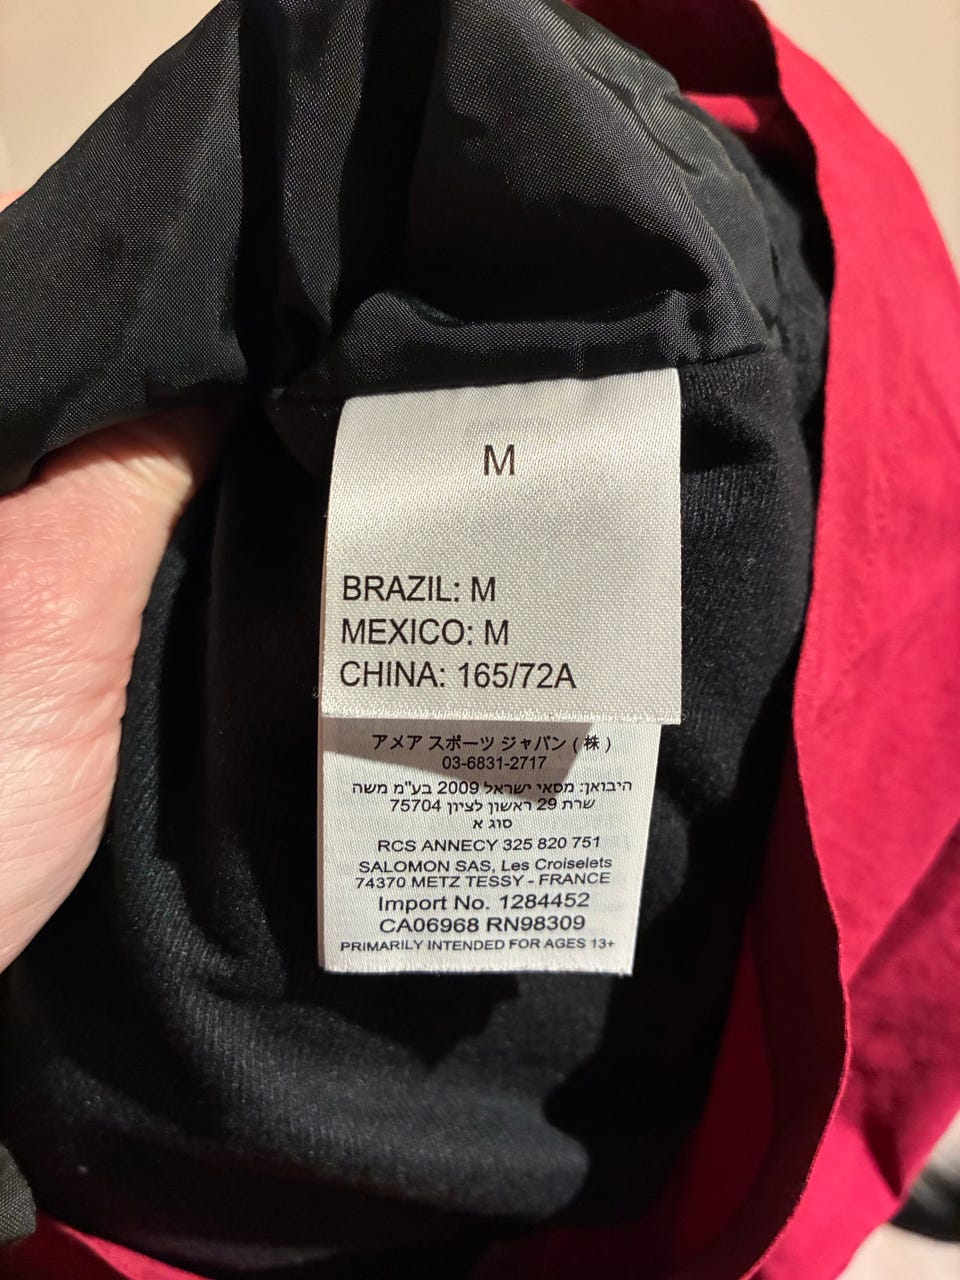 M
BRAZIL: M
MEXICO: M
CHINA: 165/72A
アメア スポーツ ジャパン ( 株 )
03-6831-2717
היבואן: מסאי ישראל 2009 בע"מ משה
שרת 29 ראשון לציון 75704
סוג א
RCS ANNECY 325 820 751
SALOMON SAS, Les Croiselets
74370 METZ TESSY - FRANCE
Import No. 1284452
CA06968 RN98309
PRIMARILY INTENDED FOR AGES 13+